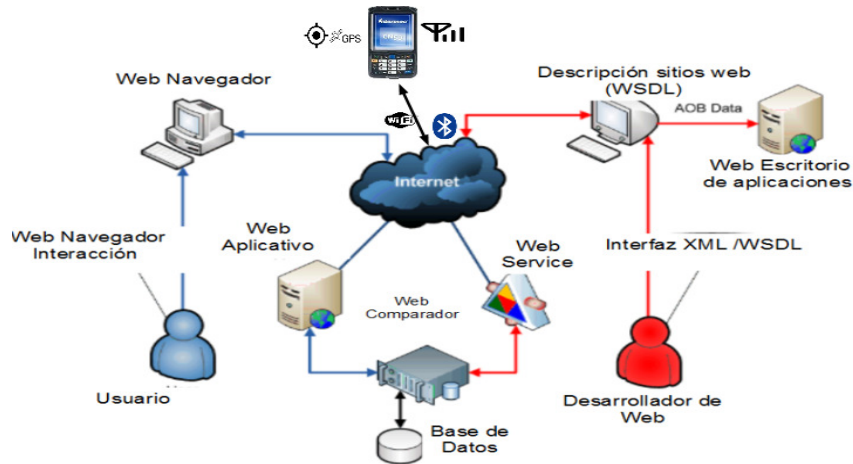 GPS
Web Navegador
Descripción sitios web
(WSDL)
AOB Data
WiFi
Internet
Web Escritorio
de aplicaciones
Web
Aplicativo
Web
Service
Web Navegador
Interacción
Interfaz XML /WSDL
Web
Comparador
Usuario
Desarrollador de
Web
Base de
Datos